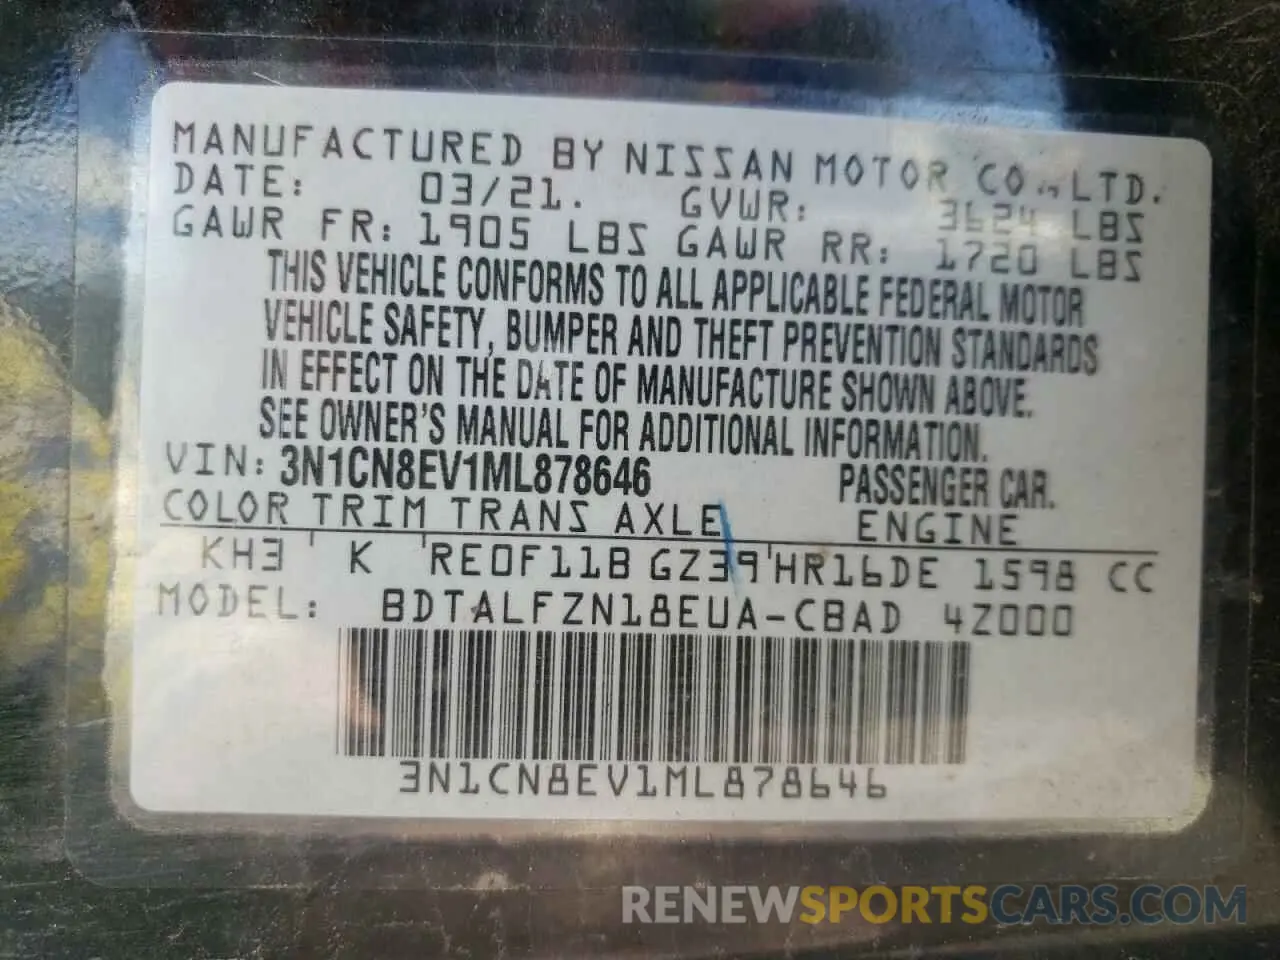 MANUFACTURED BY NISSAN MOTOR CO.,LTD.
DATE: 03/21. GVWR: 3624 LBS
GAWR FR: 1905 LBS GAWR RR: 1720 LBS
THIS VEHICLE CONFORMS TO ALL APPLICABLE FEDERAL MOTOR
VEHICLE SAFETY, BUMPER AND THEFT PREVENTION STANDARDS
IN EFFECT ON THE DATE OF MANUFACTURE SHOWN ABOVE.
SEE OWNER'S MANUAL FOR ADDITIONAL INFORMATION.
VIN: 3N1CN8EV1ML878646 PASSENGER CAR.
COLOR TRIM TRANS AXLE ENGINE
KH3 K RE0F11B GZ39 HR16DE 1598 CC
MODEL: BDTALFZN18EUA-CBAD 4Z000
3N1CN8EV1ML878646
RENEWSPORTSCARS.COM